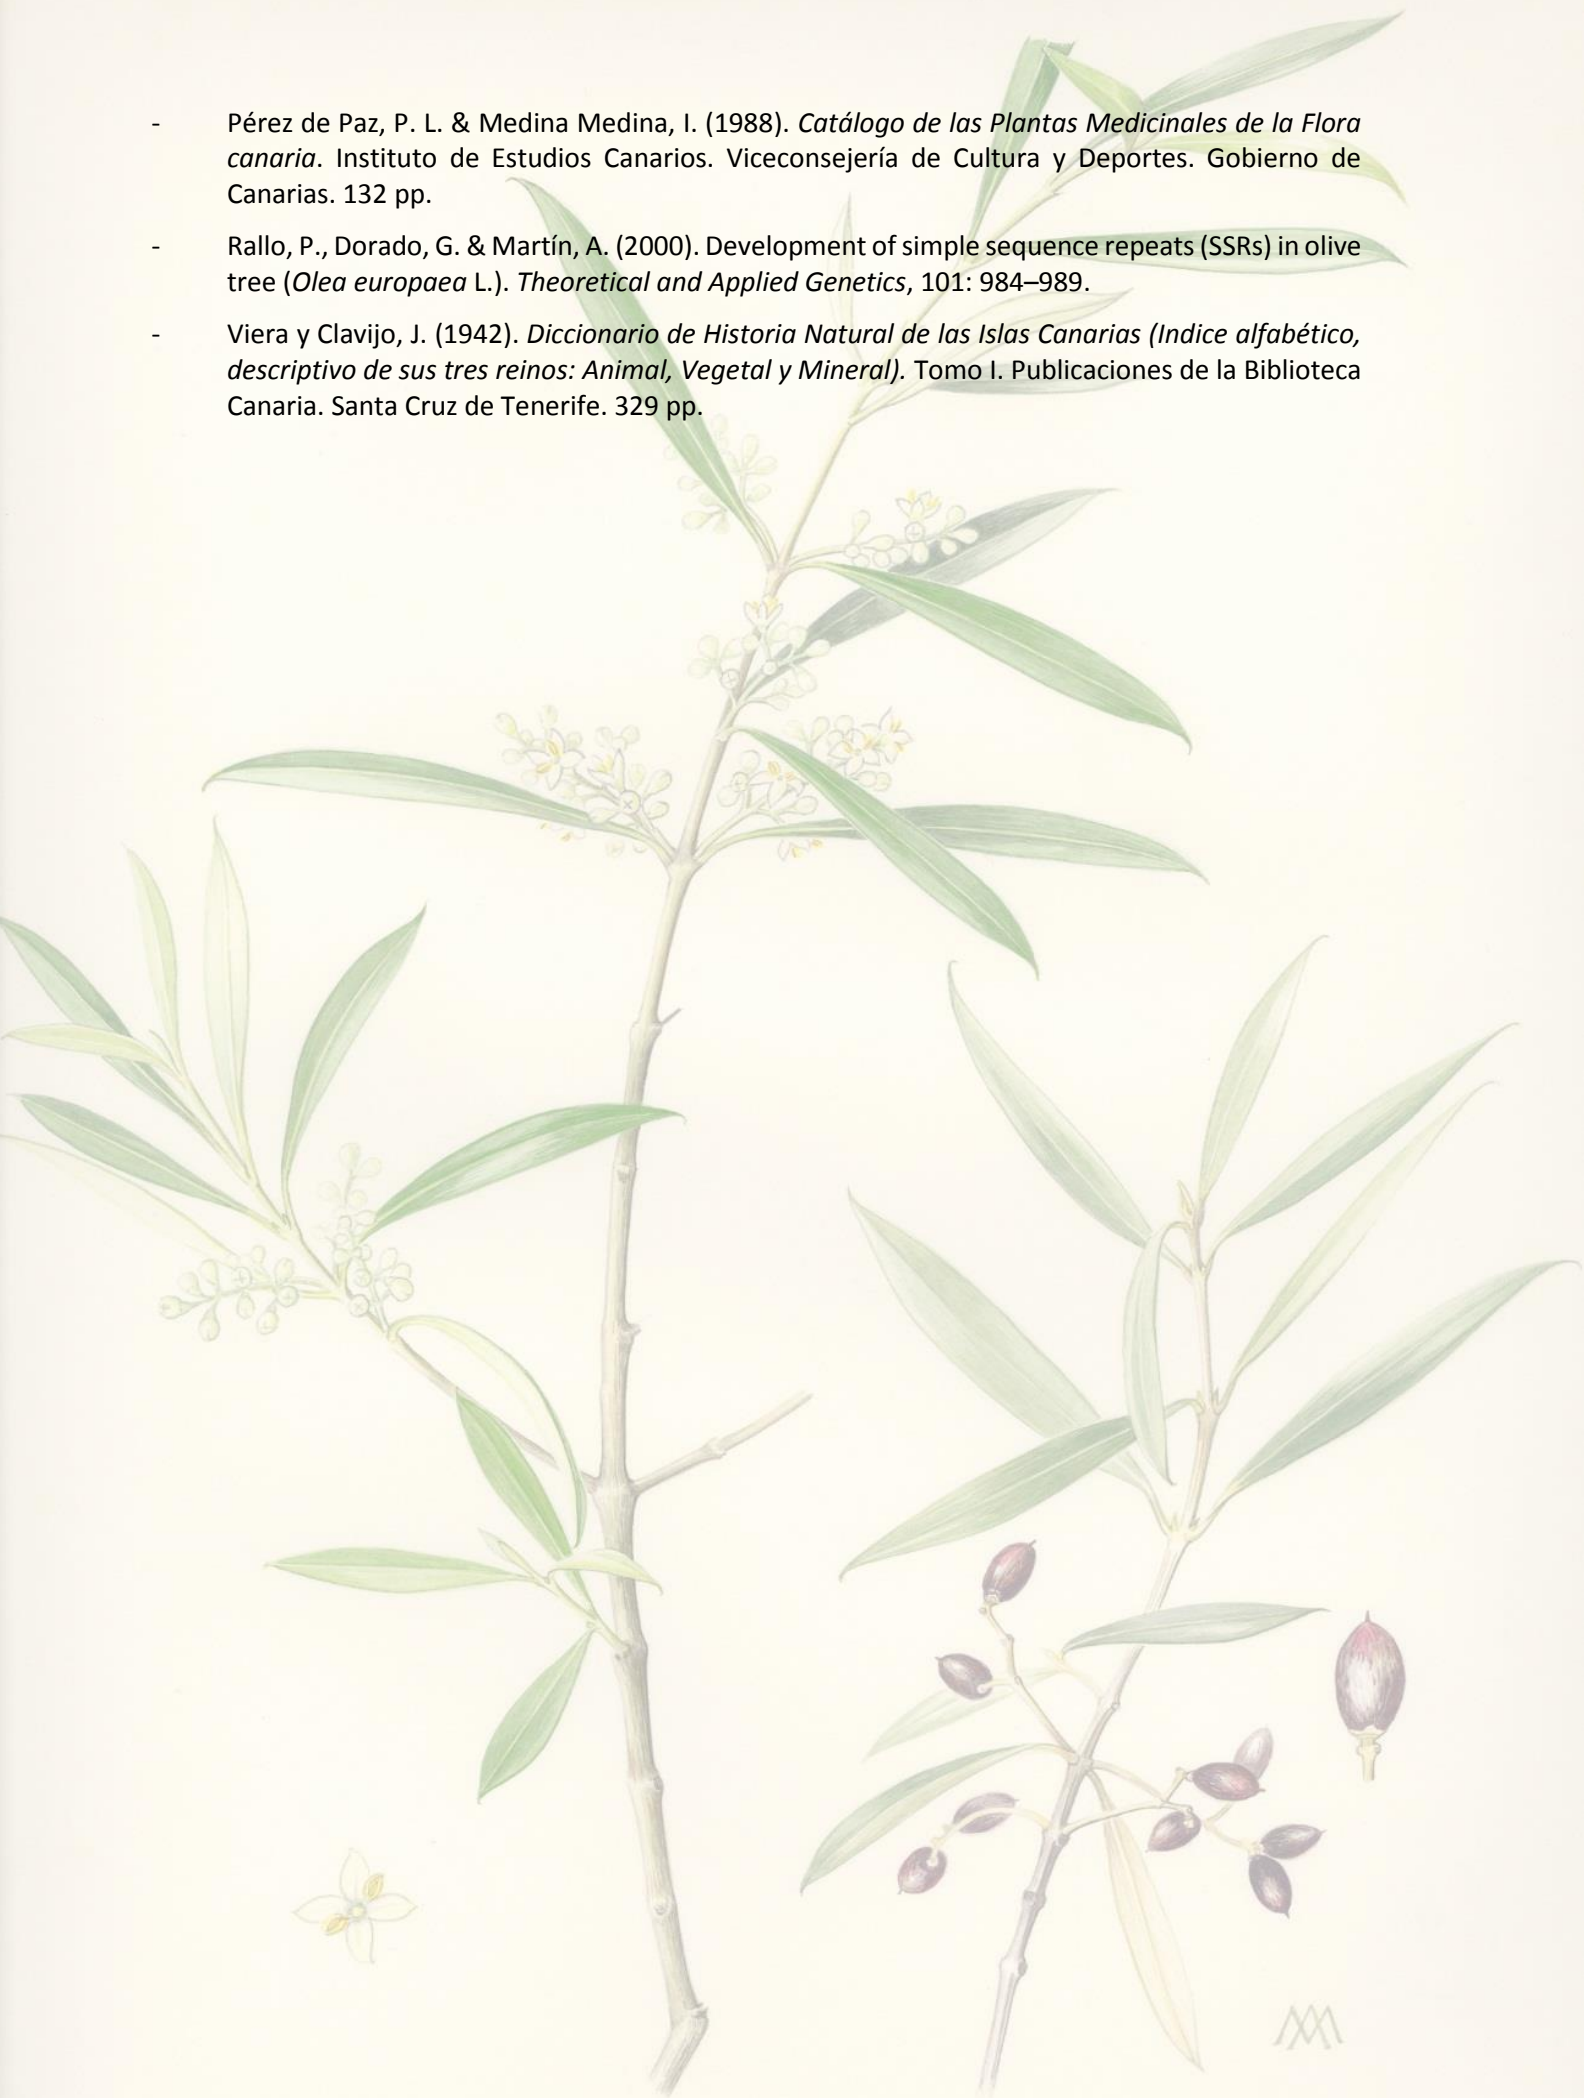 - Pérez de Paz, P. L. & Medina Medina, I. (1988). Catálogo de las Plantas Medicinales de la Flora
canaria. Instituto de Estudios Canarios. Viceconsejería de Cultura y Deportes. Gobierno de
Canarias. 132 pp.
- Rallo, P., Dorado, G. & Martín, A. (2000). Development of simple sequence repeats (SSRs) in olive
tree (Olea europaea L.). Theoretical and Applied Genetics, 101: 984–989.
- Viera y Clavijo, J. (1942). Diccionario de Historia Natural de las Islas Canarias (Indice alfabético,
descriptivo de sus tres reinos: Animal, Vegetal y Mineral). Tomo I. Publicaciones de la Biblioteca
Canaria. Santa Cruz de Tenerife. 329 pp.